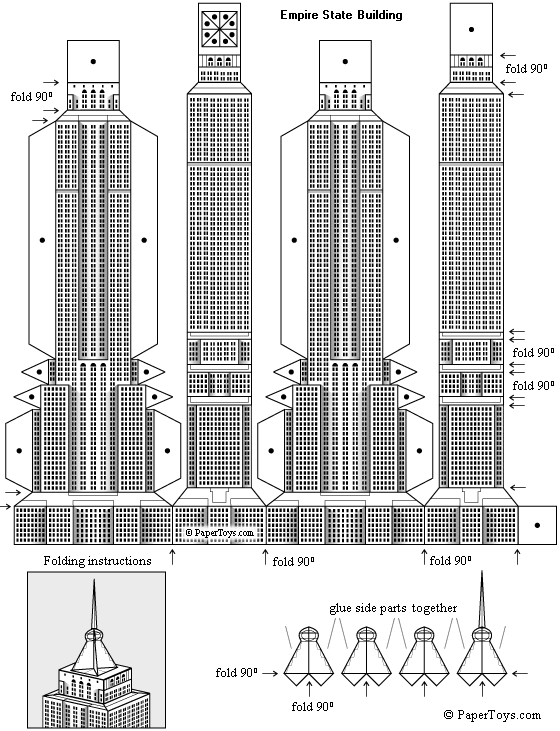 Empire State Building
fold 90⁰
fold 90⁰
fold 90⁰
fold 90⁰
© PaperToys.com
Folding instructions
fold 90⁰
fold 90⁰
glue side parts together
fold 90⁰
fold 90⁰
© PaperToys.com